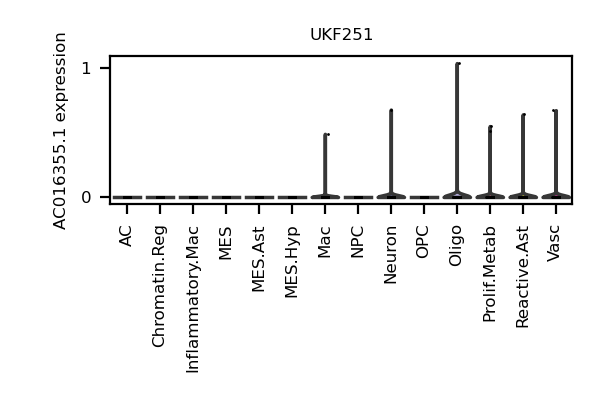 UKF251
AC016355.1 expression
1
0
AC
Chromatin.Reg
Inflammatory.Mac
MES
MES.Ast
MES.Hyp
Mac
NPC
Neuron
OPC
Oligo
Prolif.Metab
Reactive.Ast
Vasc